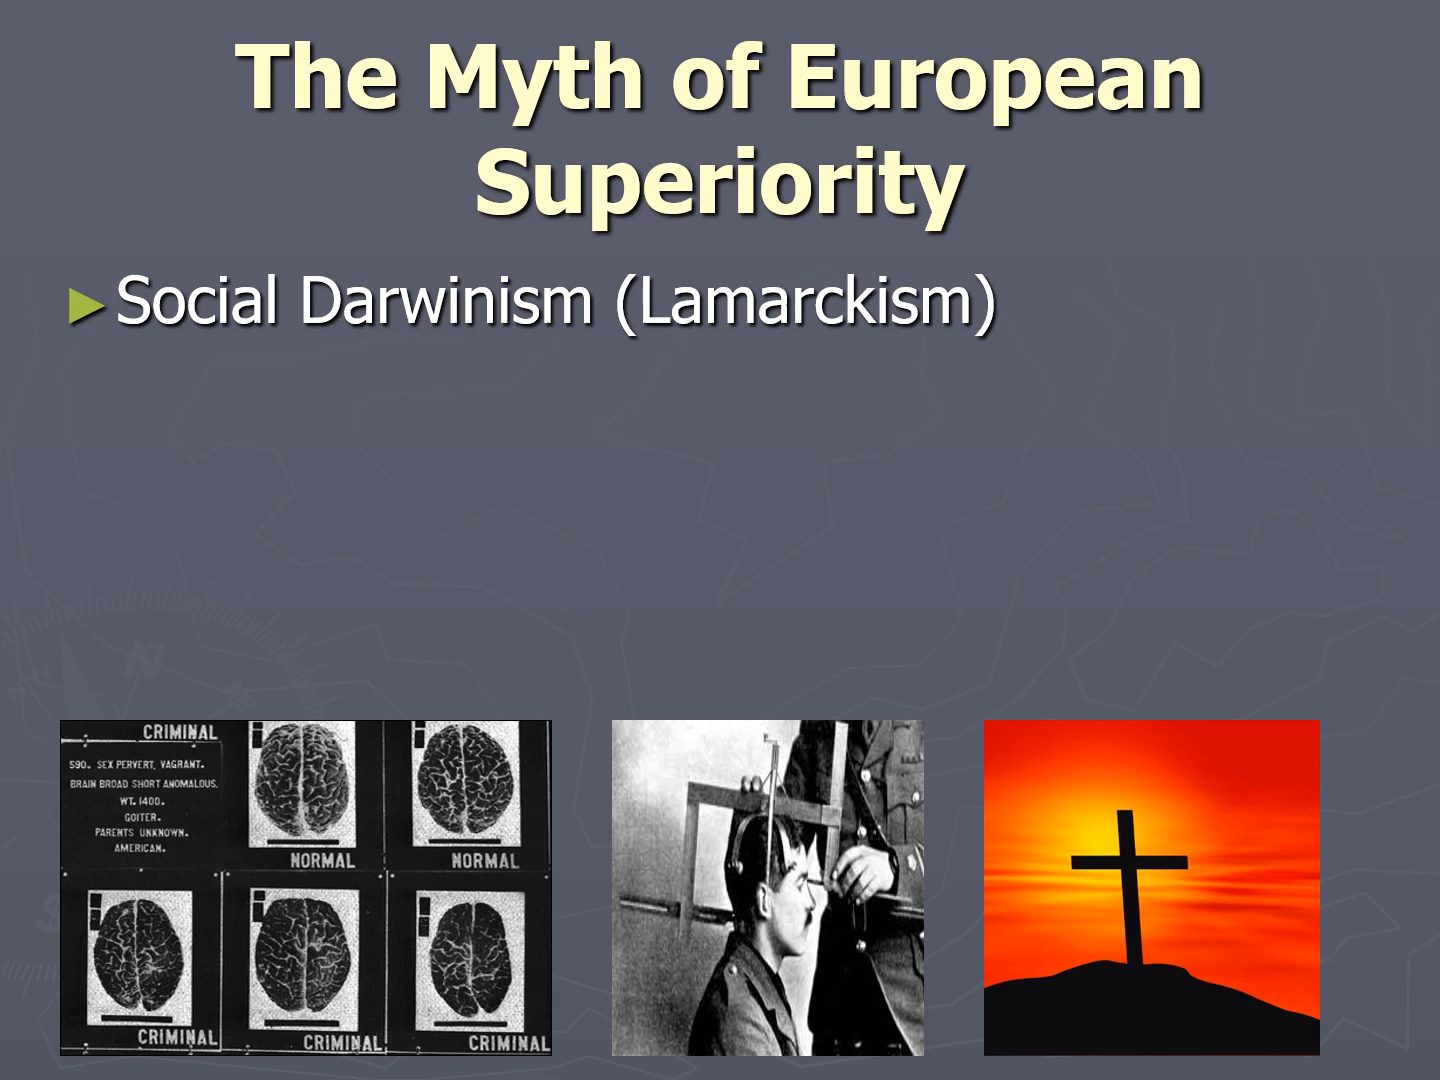 The Myth of European
Superiority
► Social Darwinism (Lamarckism)
CRIMINAL
590. SEX PERVERT, VAGRANT.
BRAIN BROAD SHORT ANOMALOUS.
WT. 1400.
GOITER.
PARENTS UNKNOWN.
AMERICAN.
NORMAL
NORMAL
CRIMINAL
CRIMINAL
CRIMINAL
N